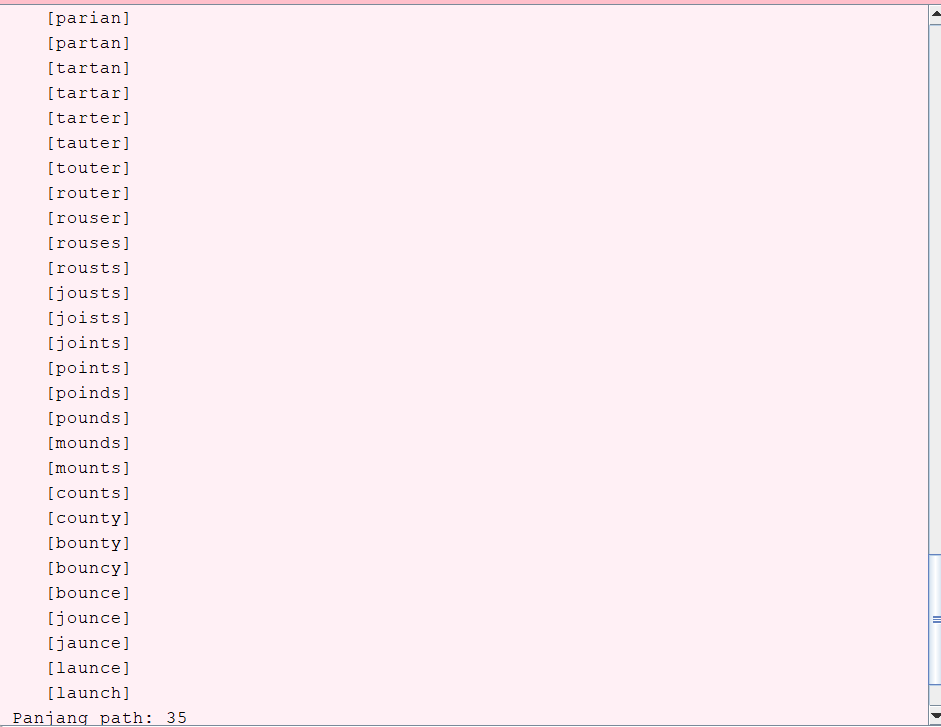 [parian]
[partan]
[tartan]
[tartar]
[tarter]
[tauter]
[touter]
[router]
[rouser]
[rouses]
[rousts]
[jousts]
[joists]
[joints]
[points]
[poinds]
[pounds]
[mounds]
[mounts]
[counts]
[county]
[bounty]
[bouncy]
[bounce]
[jounce]
[jaunce]
[launce]
[launch]
Panjang path: 35